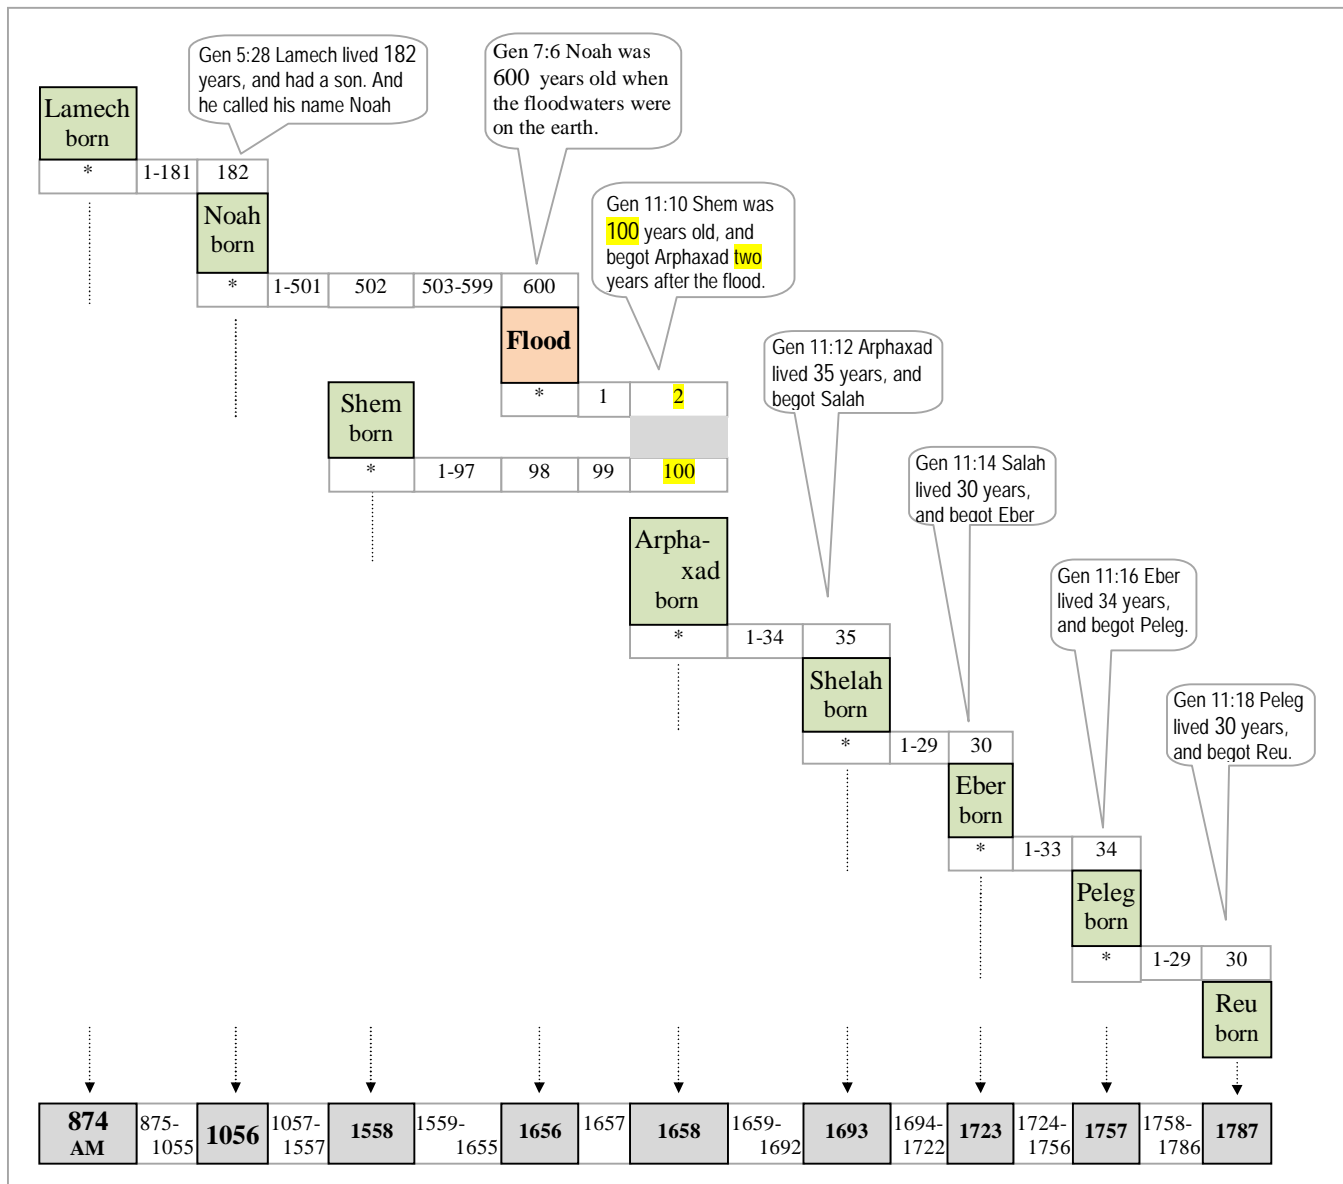 Gen 5:28 Lamech lived 182
years, and had a son. And
he called his name Noah
Gen 7:6 Noah was
600 years old when
the floodwaters were
on the earth.
Lamech
born
* 1-181 182
Noah
born
Gen 11:10 Shem was
100 years old, and
begot Arphaxad two
years after the flood.
* 1-501 502 503-599 600
Flood
Gen 11:12 Arphaxad
lived 35 years, and
begot Salah
* 1 2
Shem
born
* 1-97 98 99 100
Gen 11:14 Salah
lived 30 years,
and begot Eber
Arpha-
xad
born
Gen 11:16 Eber
lived 34 years,
and begot Peleg.
* 1-34 35
Shelah
born
Gen 11:18 Peleg
lived 30 years,
and begot Reu.
* 1-29 30
Eber
born
* 1-33 34
Peleg
born
* 1-29 30
Reu
born
874
AM
875-
1055
1056
1057-
1557
1558
1559-
1655
1656
1657
1658
1659-
1692
1693
1694-
1722
1723
1724-
1756
1757
1758-
1786
1787